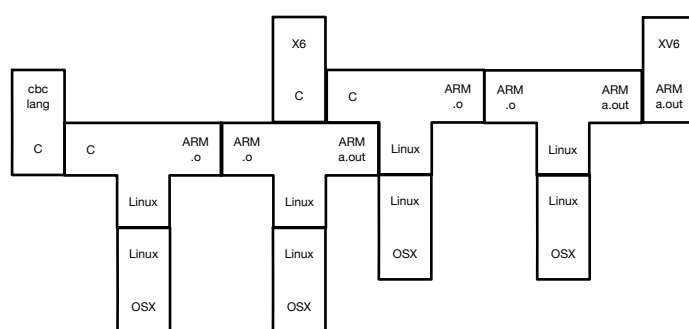 X6
XV6
cbc
lang
C
C
ARM
.o
ARM
.o
ARM
a.out
ARM
a.out
C
C
ARM
.o
ARM
.o
ARM
a.out
Linux
Linux
Linux
Linux
Linux
Linux
Linux
Linux
OSX
OSX
OSX
OSX